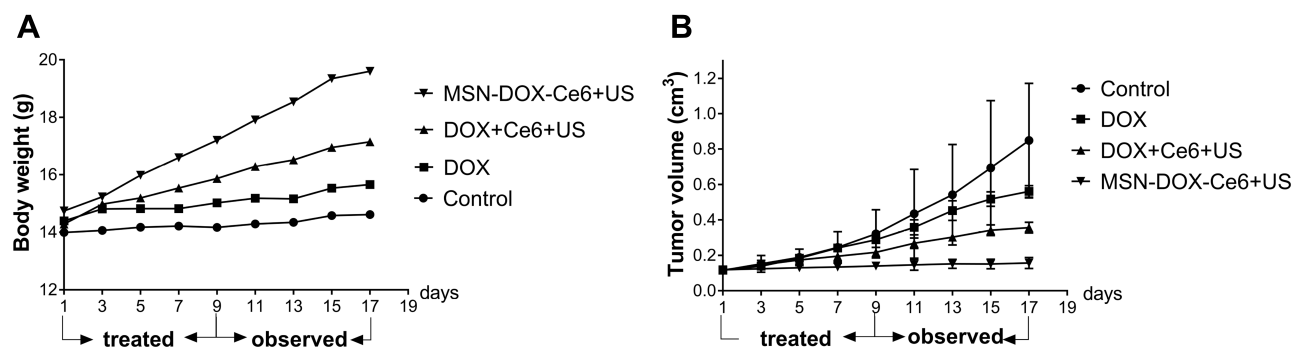 A
Body weight (g)
20
18
16
14
12
1 3 5 7 9 11 13 15 17 19 days
treated observed
MSN-DOX-Ce6+US
DOX+Ce6+US
DOX
Control
B
Tumor volume (cm3)
1.2
1.0
0.8
0.6
0.4
0.2
0.0
1 3 5 7 9 11 13 15 17 19 days
treated observed
Control
DOX
DOX+Ce6+US
MSN-DOX-Ce6+US